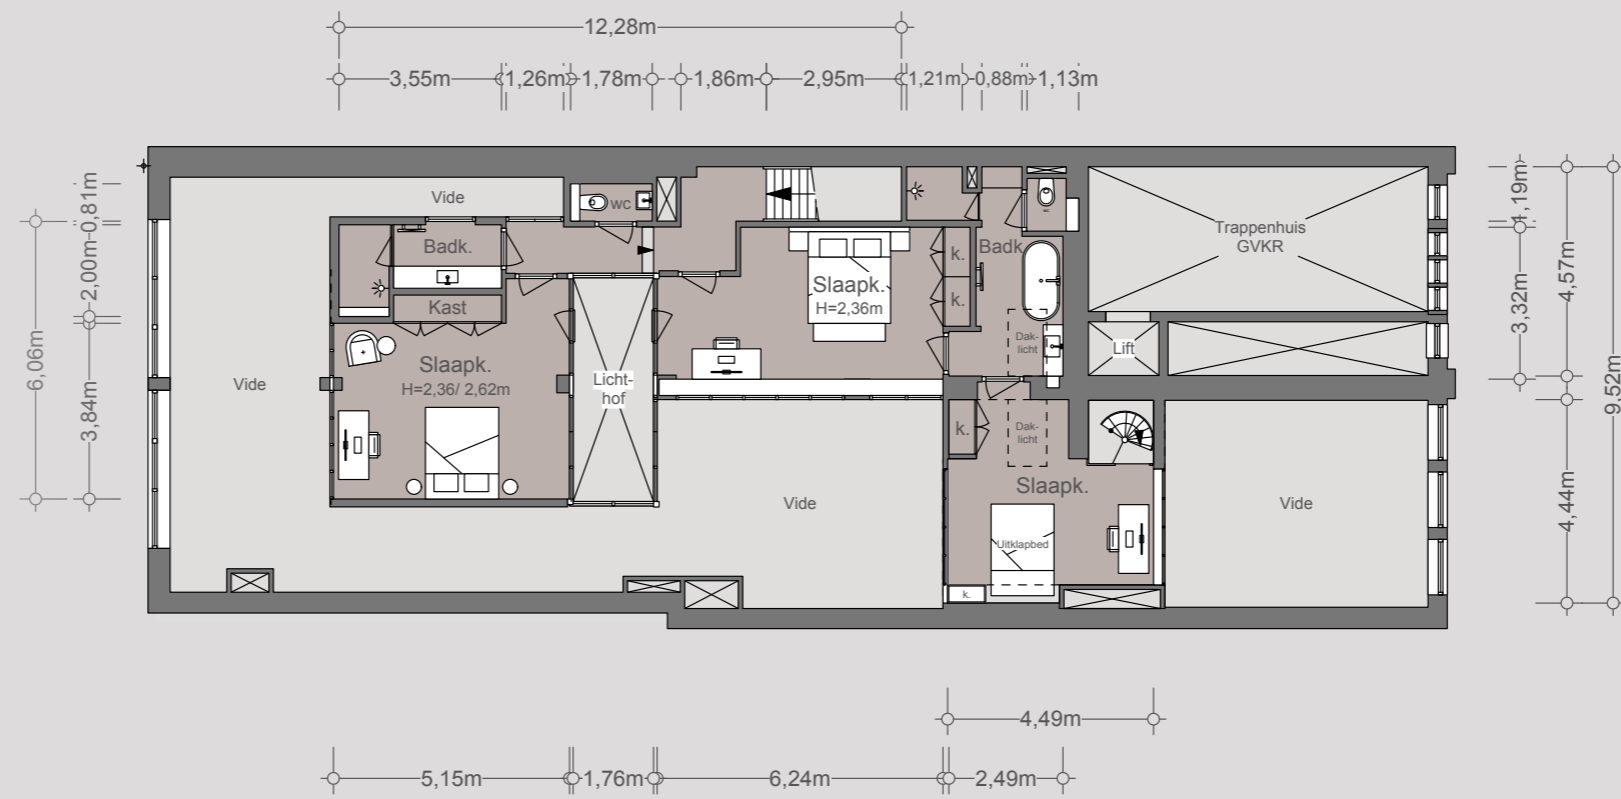 12,28m
3,55m
1,26m
1,78m
1,86m
2,95m
1,21m
0,88m
1,13m
6,06m
0,81m
2,00m
3,84m
Vide
wc
Badk.
Kast
Slaapk.
H=2,36/ 2,62m
Vide
Licht-
hof
Slaapk.
H=2,36m
k.
k.
Badk.
wc
Dak-
licht
Trappenhuis
GVKR
Lift
k.
Dak-
licht
Slaapk.
Uitklapbed
k.
Vide
Vide
1,19m
3,32m
4,57m
4,44m
9,52m
4,49m
5,15m
1,76m
6,24m
2,49m